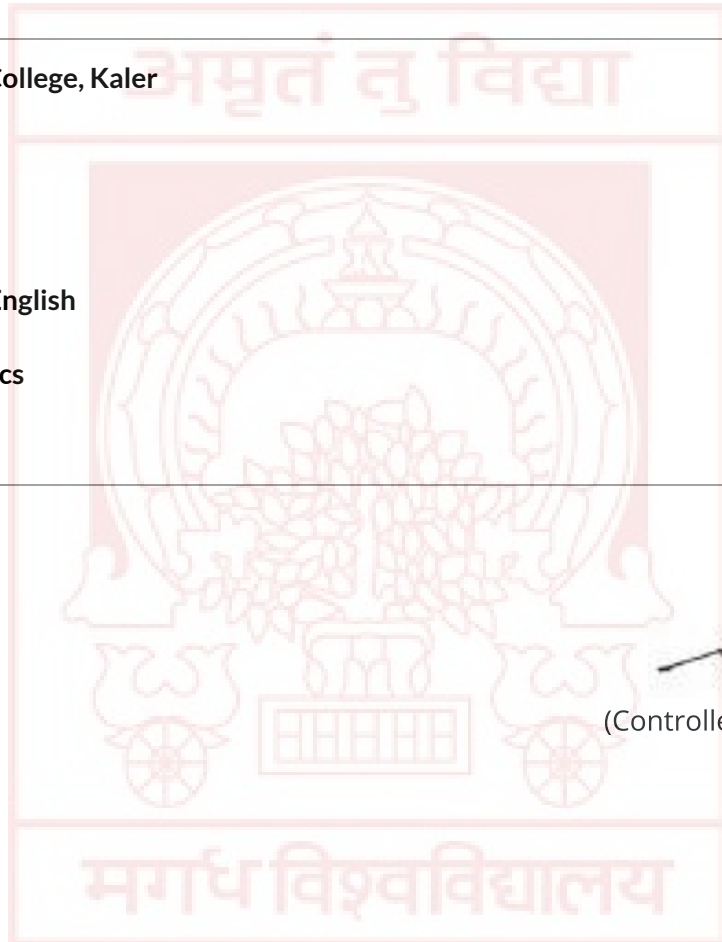 अमृतं तु विद्या
College, Kaler
English
cs
(Controlle
मगध विश्वविद्यालय